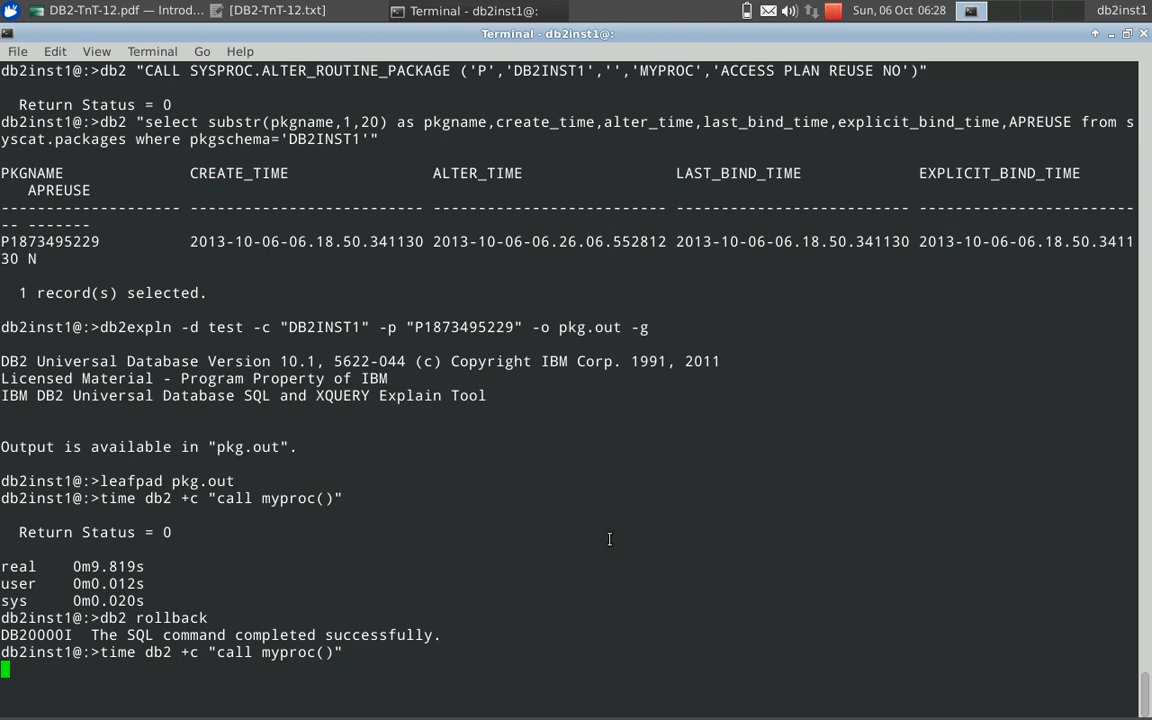 DB2-TnT-12.pdf — Introd... [DB2-TnT-12.txt] Terminal - db2inst1@: Sun, 06 Oct 06:28 db2inst1
Terminal - db2inst1@:
File Edit View Terminal Go Help
db2inst1@:>db2 "CALL SYSPROC.ALTER_ROUTINE_PACKAGE ('P','DB2INST1','','MYPROC','ACCESS PLAN REUSE NO')"
Return Status = 0
db2inst1@:>db2 "select substr(pkgname,1,20) as pkgname,create_time,alter_time,last_bind_time,explicit_bind_time,APREUSE from s
yscat.packages where pkgschema='DB2INST1'"
PKGNAME CREATE_TIME ALTER_TIME LAST_BIND_TIME EXPLICIT_BIND_TIME
APREUSE
-------------------- -------------------------- -------------------------- -------------------------- ------------------------
-- -------
P1873495229 2013-10-06-06.18.50.341130 2013-10-06-06.26.06.552812 2013-10-06-06.18.50.341130 2013-10-06-06.18.50.3411
30 N
1 record(s) selected.
db2inst1@:>db2expln -d test -c "DB2INST1" -p "P1873495229" -o pkg.out -g
DB2 Universal Database Version 10.1, 5622-044 (c) Copyright IBM Corp. 1991, 2011
Licensed Material - Program Property of IBM
IBM DB2 Universal Database SQL and XQUERY Explain Tool
Output is available in "pkg.out".
db2inst1@:>leafpad pkg.out
db2inst1@:>time db2 +c "call myproc()"
Return Status = 0
real 0m9.819s
user 0m0.012s
sys 0m0.020s
db2inst1@:>db2 rollback
DB20000I The SQL command completed successfully.
db2inst1@:>time db2 +c "call myproc()"